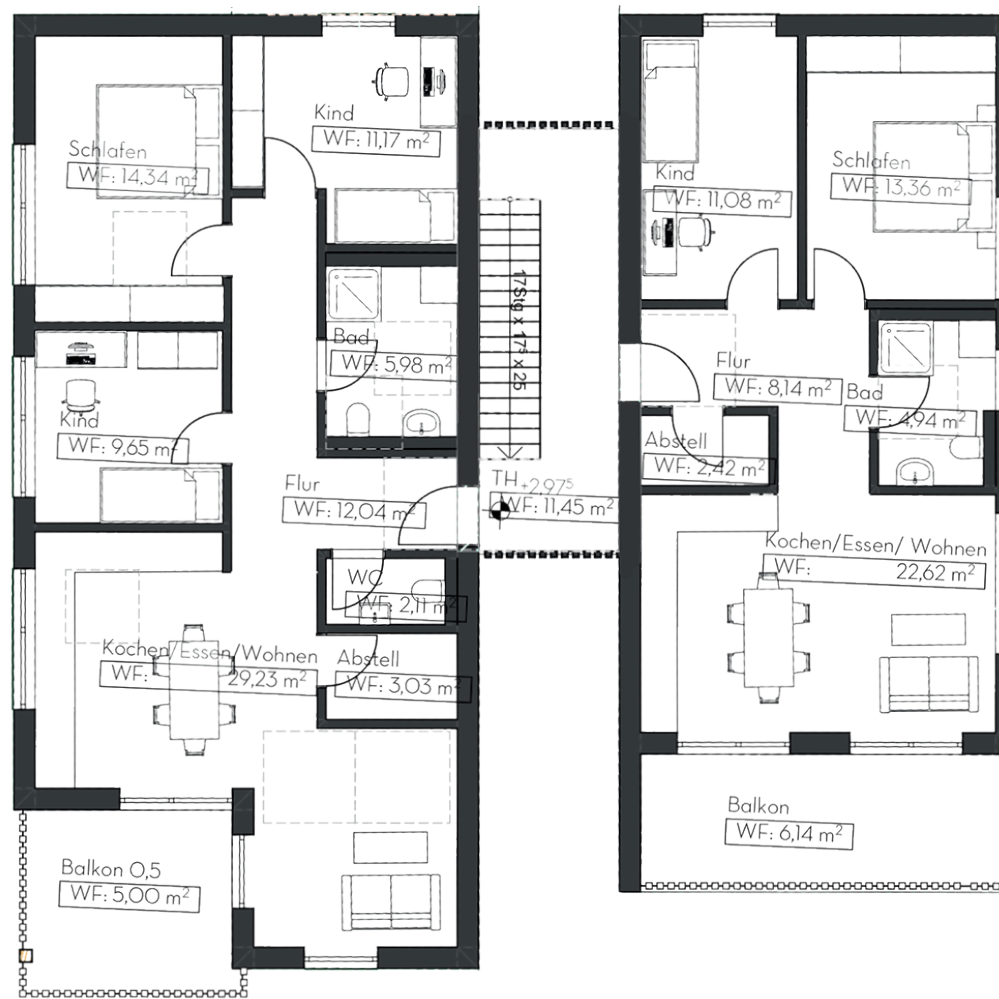 Schlafen
WF: 14,34 m²
Kind
WF: 11,17 m²
Bad
WF: 5,98 m²
Kind
WF: 9,65 m²
Flur
WF: 12,04 m²
WC
WF: 2,11 m²
Kochen/Essen/Wohnen
WF: 29,23 m²
Abstell
WF: 3,03 m²
Balkon 0,5
WF: 5,00 m²
17Stg x 17⁵ x 25
TH
+2,97⁵
WF: 11,45 m²
Kind
WF: 11,08 m²
Schlafen
WF: 13,36 m²
Flur
WF: 8,14 m²
Bad
WF: 4,94 m²
Abstell
WF: 2,42 m²
Kochen/Essen/ Wohnen
WF: 22,62 m²
Balkon
WF: 6,14 m²